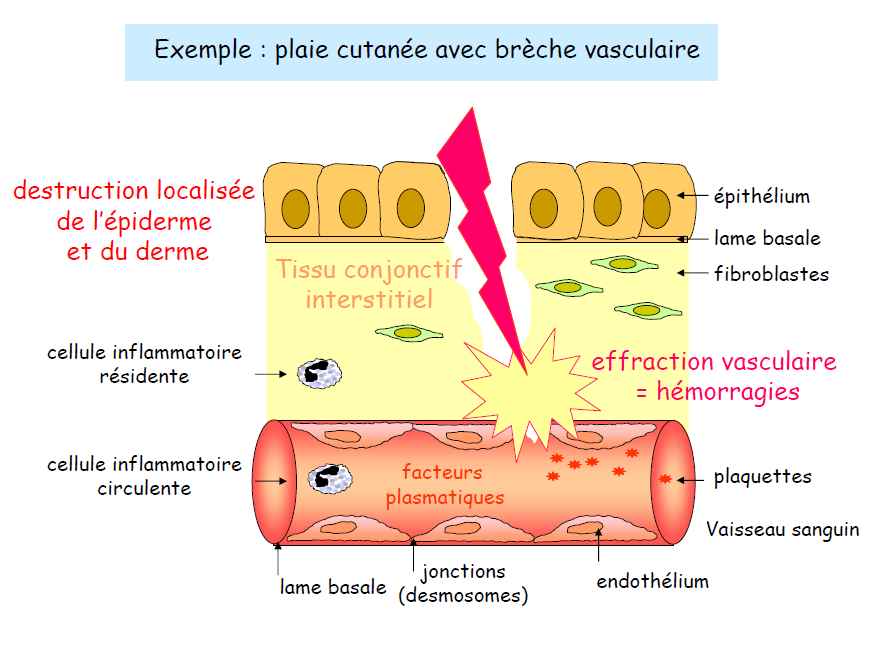 Exemple : plaie cutanée avec brèche vasculaire
destruction localisée
de l'épiderme
et du derme
épithélium
lame basale
fibroblastes
Tissu conjonctif
interstitiel
cellule inflammatoire
résidente
effraction vasculaire
= hémorragies
cellule inflammatoire
circulente
facteurs
plasmatiques
plaquettes
Vaisseau sanguin
lame basale
jonctions
(desmosomes)
endothélium